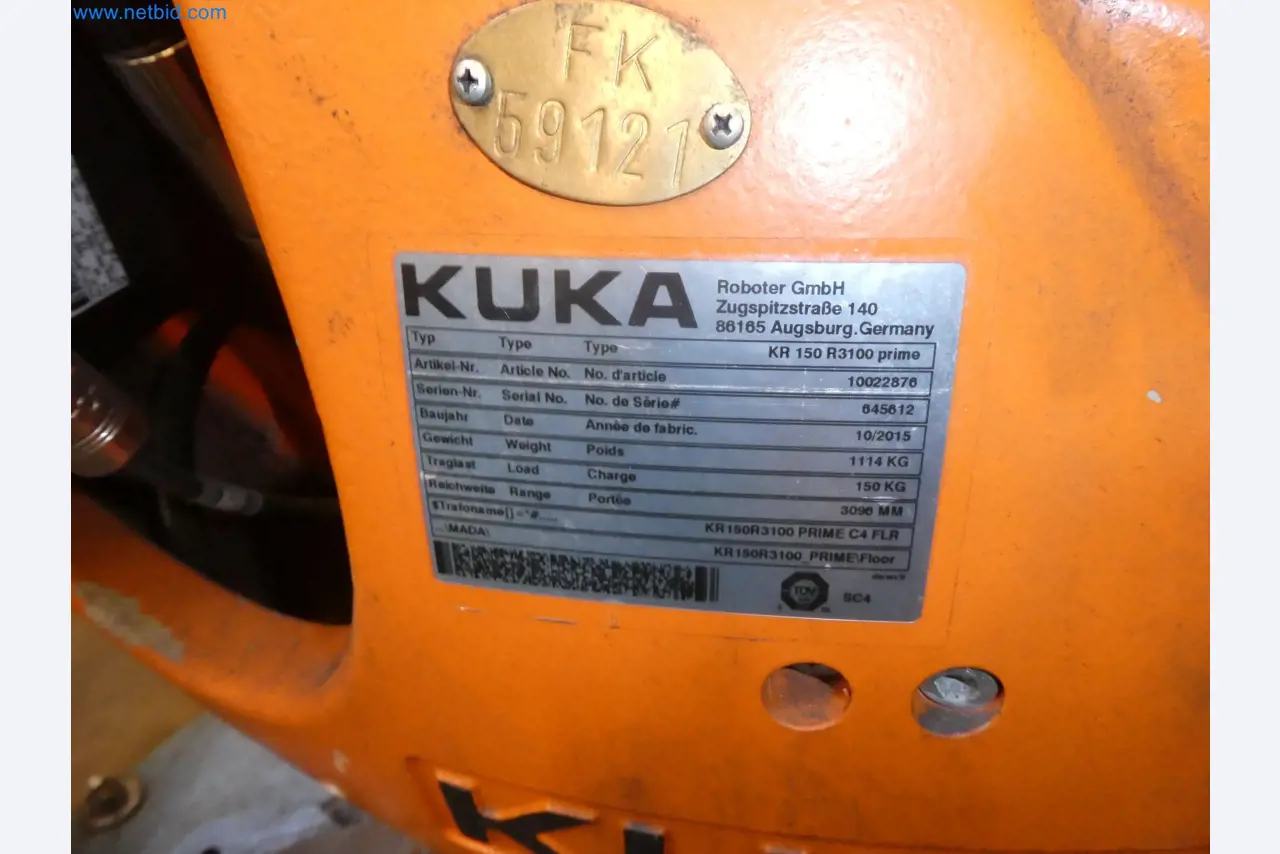 www.netbid.com
FK
59121
KUKA
Roboter GmbH
Zugspitzstraße 140
86165 Augsburg.Germany
Typ Type Type KR 150 R3100 prime
Artikel-Nr. Article No. No. d'article 10022876
Serien-Nr. Serial No. No. de Série# 645612
Baujahr Date Année de fabric. 10/2015
Gewicht Weight Poids 1114 KG
Traglast Load Charge 150 KG
Reichweite Range Portée 3096 MM
$Trafoname[]="#..... KR150R3100 PRIME C4 FLR
...\MADA\ KR150R3100_PRIME\Floor
TÜV
SC4